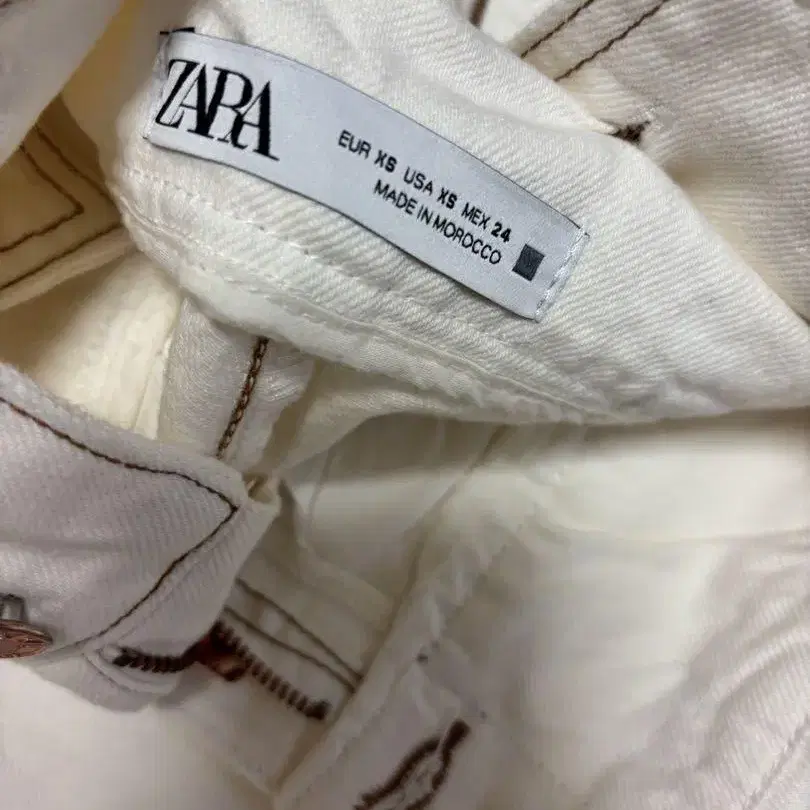 ZARA
EUR XS USA XS MEX 24
MADE IN MOROCCO